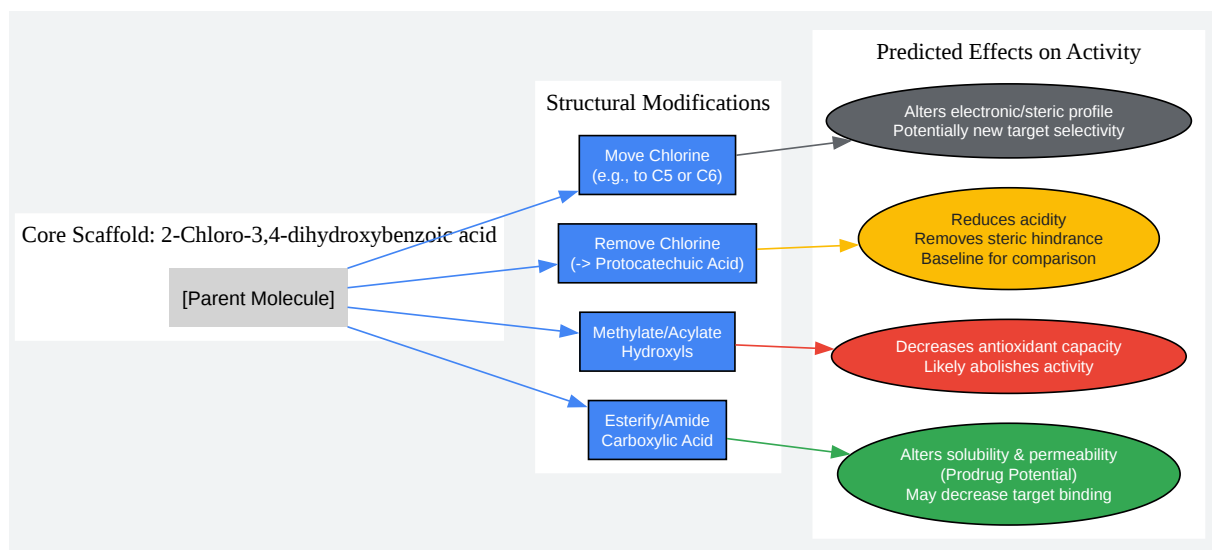 Predicted Effects on Activity
Structural Modifications
Core Scaffold: 2-Chloro-3,4-dihydroxybenzoic acid
[Parent Molecule]
Move Chlorine
(e.g., to C5 or C6)
Remove Chlorine
(-> Protocatechuic Acid)
Methylate/Acylate
Hydroxyls
Esterify/Amide
Carboxylic Acid
Alters electronic/steric profile
Potentially new target selectivity
Reduces acidity
Removes steric hindrance
Baseline for comparison
Decreases antioxidant capacity
Likely abolishes activity
Alters solubility & permeability
(Prodrug Potential)
May decrease target binding